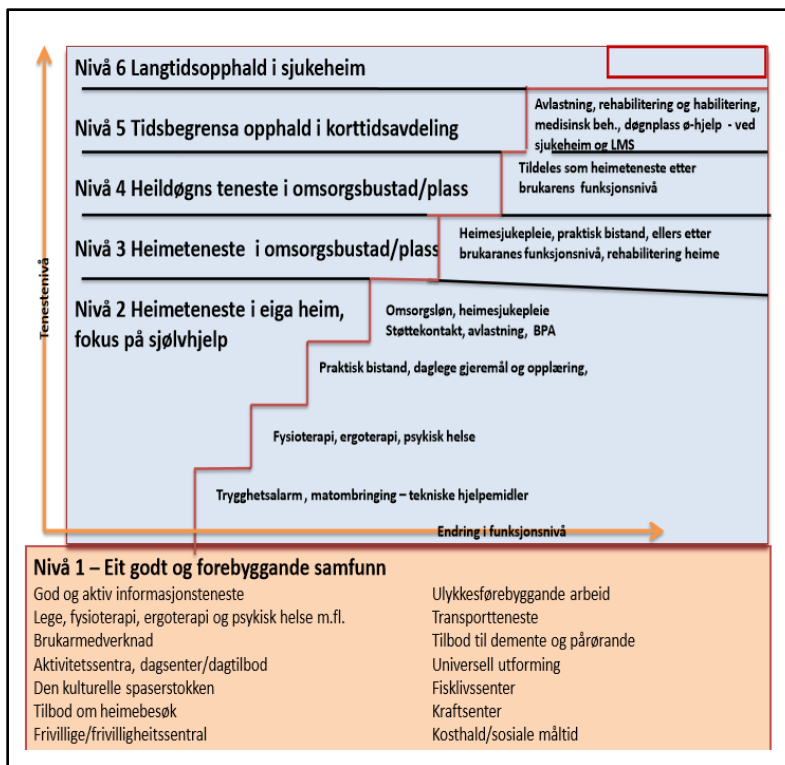 Nivå 6 Langtidsopphald i sjukeheim
Nivå 5 Tidsbegrensa opphald i korttidsavdeling
Avlastning, rehabilitering og habilitering,
medisinsk beh., døgnplass ø-hjelp - ved
sjukeheim og LMS
Nivå 4 Heildøgns teneste i omsorgsbustad/plass
Tildeles som heimeteneste etter
brukarens funksjonsnivå
Nivå 3 Heimeteneste i omsorgsbustad/plass
Heimesjukepleie, praktisk bistand, ellers etter
brukaranes funksjonsnivå, rehabilitering heime
Nivå 2 Heimeteneste i eiga heim,
fokus på sjølvhjelp
Omsorgsløn, heimesjukepleie
Støttekontakt, avlastning, BPA
Praktisk bistand, daglege gjeremål og opplæring,
Fysioterapi, ergoterapi, psykisk helse
Trygghetsalarm, matombringing – tekniske hjelpemidler
Tenestenivå
Endring i funksjonsnivå
Nivå 1 – Eit godt og forebyggande samfunn
God og aktiv informasjonsteneste
Lege, fysioterapi, ergoterapi og psykisk helse m.fl.
Brukarmedverknad
Aktivitetssentra, dagsenter/dagtilbod
Den kulturelle spaserstokken
Tilbod om heimebesøk
Frivillige/frivillighetssentral
Ulykkesførebyggande arbeid
Transportteneste
Tilbod til demente og pårørande
Universell utforming
Fisklivssenter
Kraftsenter
Kosthald/sosiale måltid